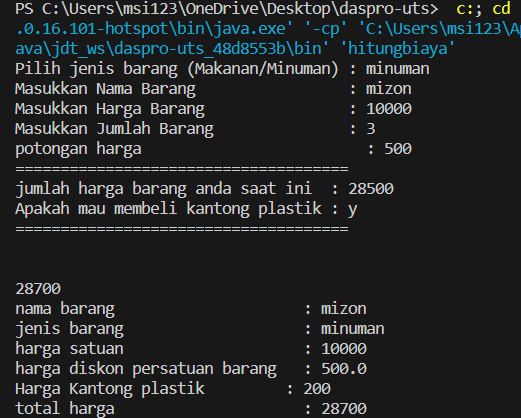 PS C:\Users\msi123\OneDrive\Desktop\daspro-uts>  c:; cd
.0.16.101-hotspot\bin\java.exe' '-cp' 'C:\Users\msi123\Ap
ava\jdt_ws\daspro-uts_48d8553b\bin' 'hitungbiaya'
Pilih jenis barang (Makanan/Minuman) : minuman
Masukkan Nama Barang                 : mizon
Masukkan Harga Barang                : 10000
Masukkan Jumlah Barang               : 3
potongan harga                         : 500
=====================================
jumlah harga barang anda saat ini  : 28500
Apakah mau membeli kantong plastik : y
=====================================
28700
nama barang                     : mizon
jenis barang                    : minuman
harga satuan                    : 10000
harga diskon persatuan barang   : 500.0
Harga Kantong plastik         : 200
total harga                     : 28700